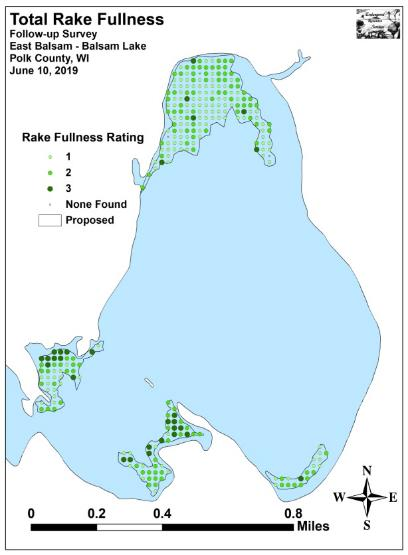 Total Rake Fullness
Follow-up Survey
East Balsam - Balsam Lake
Polk County, WI
June 10, 2019
Rake Fullness Rating
1
2
3
None Found
Proposed
N
W E
S
0 0.2 0.4 0.8
Miles